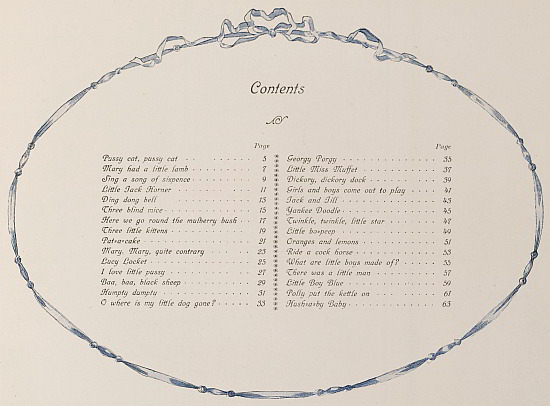 Contents
Page
Pussy cat, pussy cat 5
Mary had a little lamb 7
Sing a song of sixpence 9
Little Jack Horner 11
Ding dong bell 13
Three blind mice 15
Here we go round the mulberry bush 17
Three little kittens 19
Pat-a-cake 21
Mary, Mary, quite contrary 23
Lucy Locket 25
I love little pussy 27
Baa, baa, black sheep 29
Humpty dumpty 31
O where is my little dog gone? 33
Page
Georgy Porgy 35
Little Miss Muffet 37
Dickory, dickory dock 39
Girls and boys come out to play 41
Jack and Jill 43
Yankee Doodle 45
Twinkle, twinkle, little star 47
Little bo-peep 49
Oranges and lemons 51
Ride a cock horse 53
What are little boys made of? 55
There was a little man 57
Little Boy Blue 59
Polly put the kettle on 61
Hush-a-by Baby 63